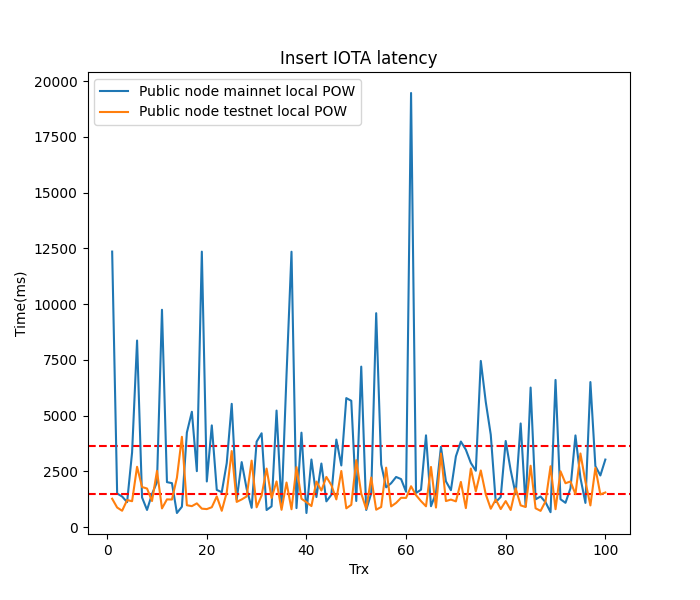 Insert IOTA latency
Public node mainnet local POW
Public node testnet local POW
20000
17500
15000
12500
10000
7500
5000
2500
0
Time(ms)
0 20 40 60 80 100
Trx